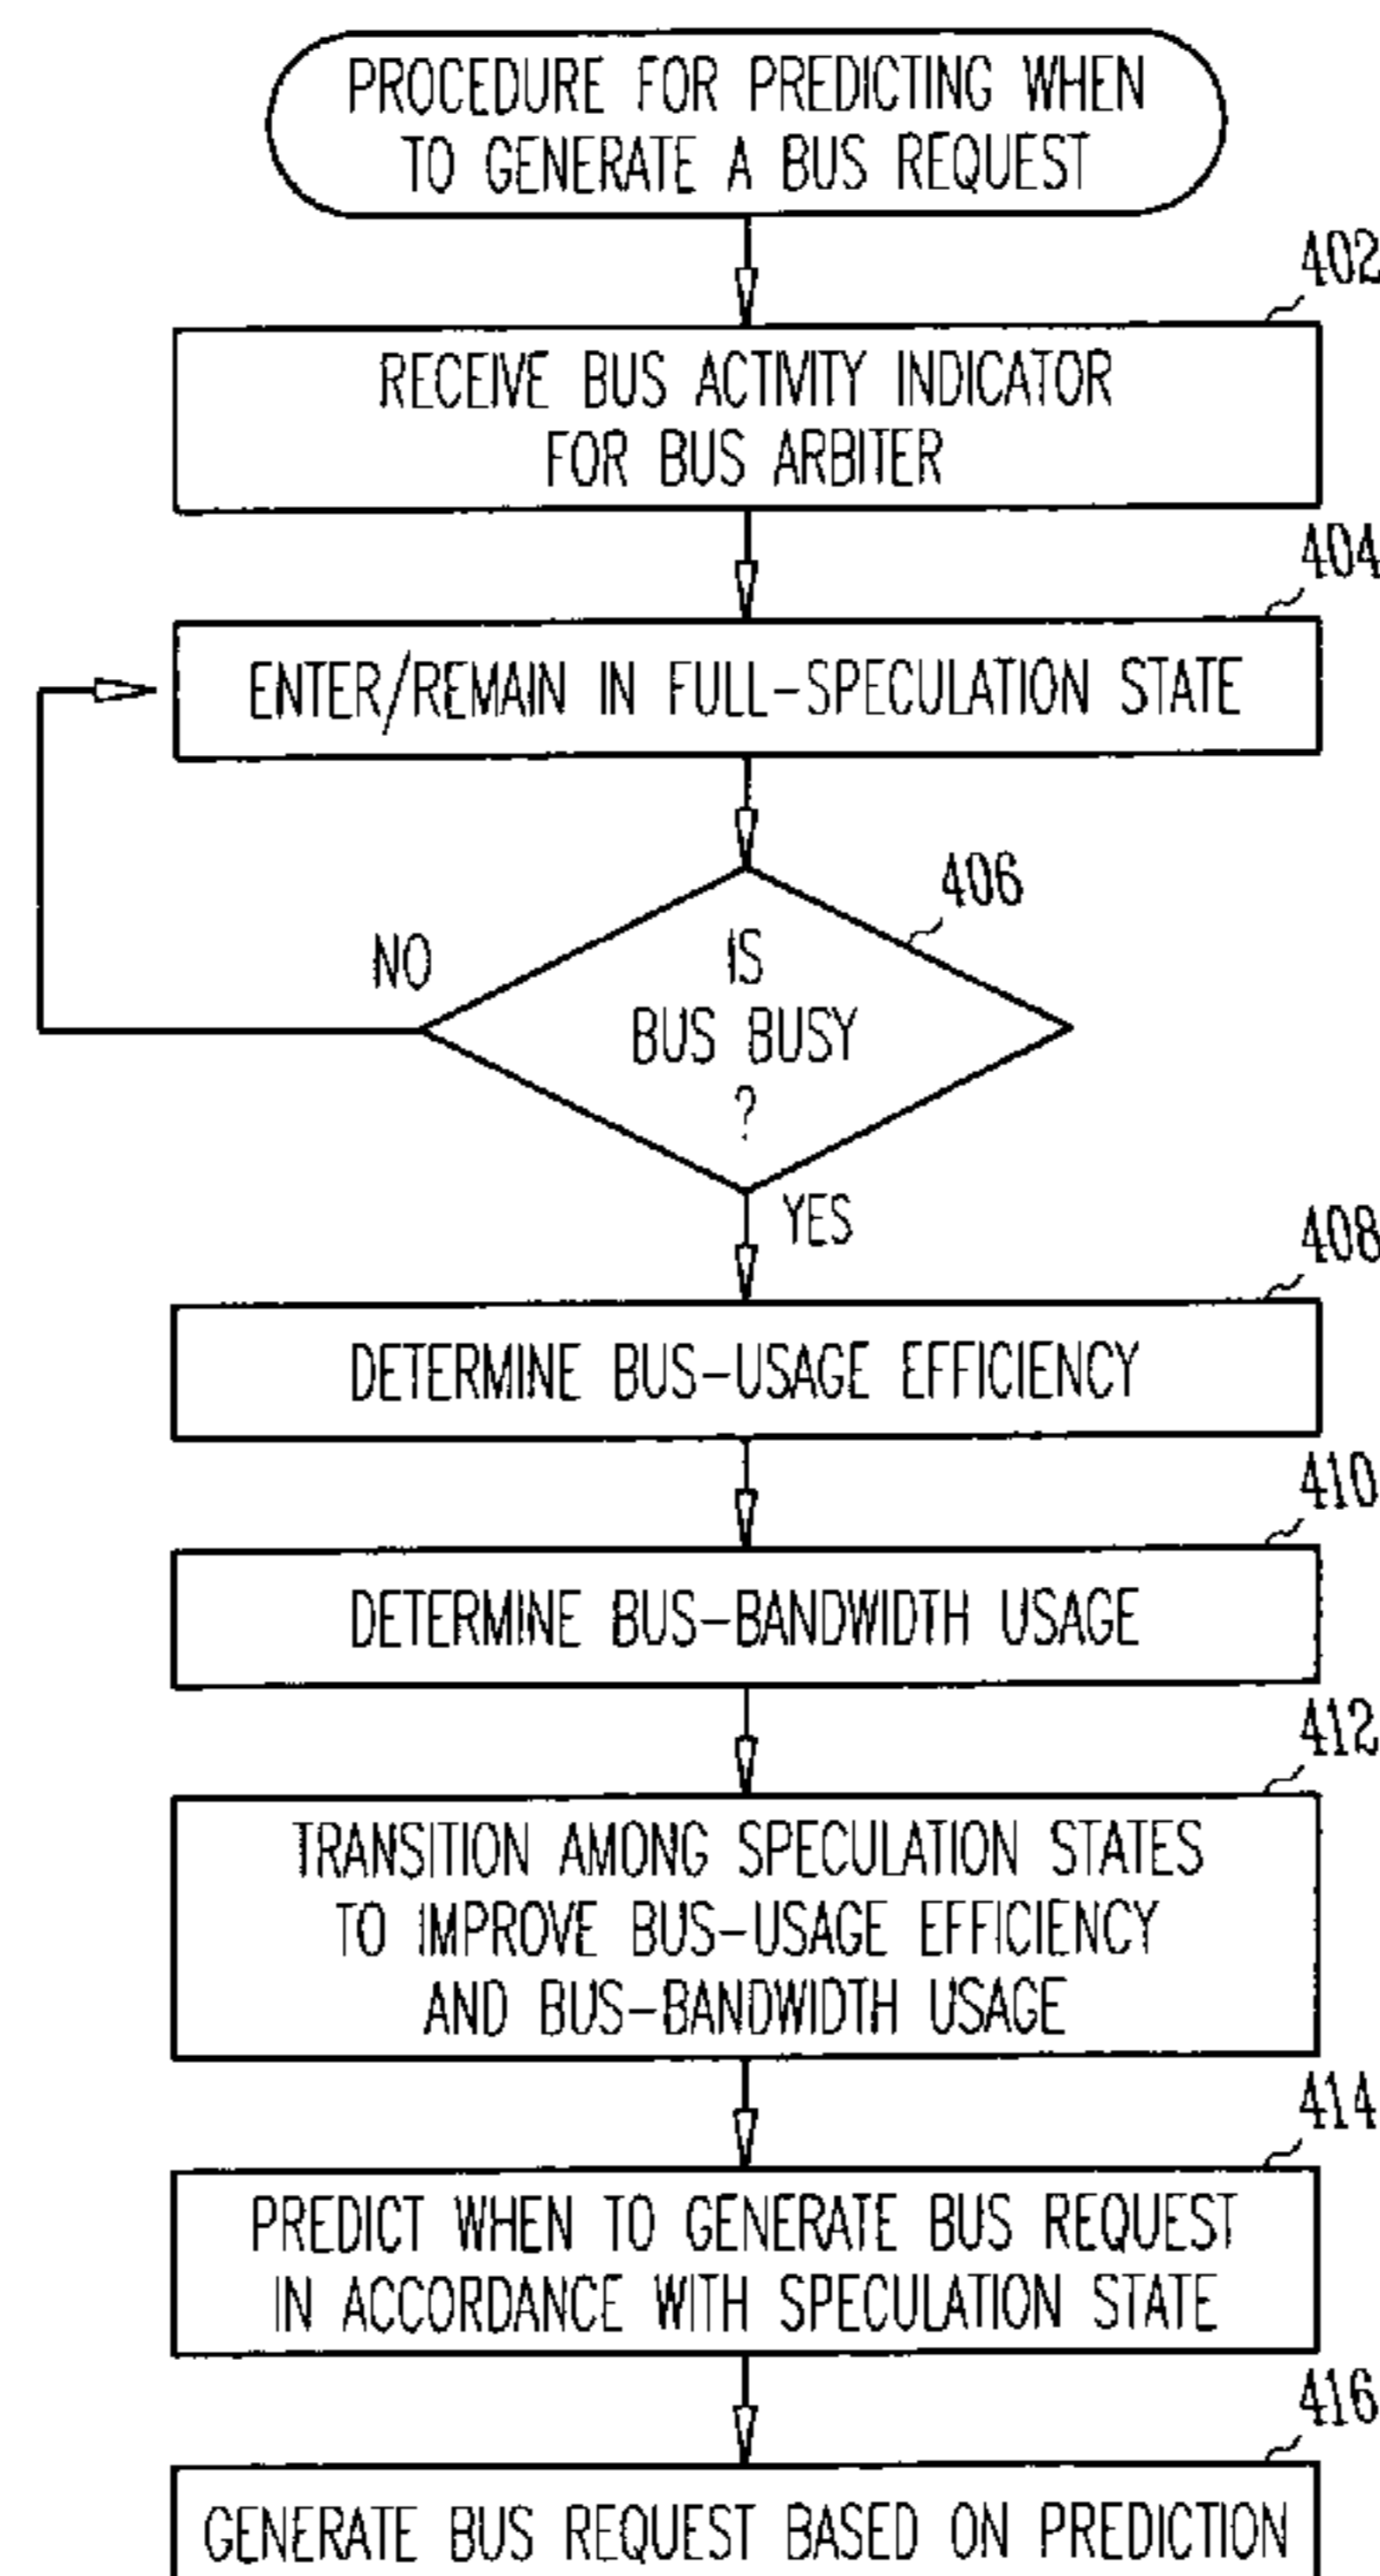 PROCEDURE FOR PREDICTING WHEN
TO GENERATE A BUS REQUEST
402
RECEIVE BUS ACTIVITY INDICATOR
FOR BUS ARBITER
404
ENTER/REMAIN IN FULL-SPECULATION STATE
406
NO
IS
BUS BUSY
?
YES
408
DETERMINE BUS-USAGE EFFICIENCY
410
DETERMINE BUS-BANDWIDTH USAGE
412
TRANSITION AMONG SPECULATION STATES
TO IMPROVE BUS-USAGE EFFICIENCY
AND BUS-BANDWIDTH USAGE
414
PREDICT WHEN TO GENERATE BUS REQUEST
IN ACCORDANCE WITH SPECULATION STATE
416
GENERATE BUS REQUEST BASED ON PREDICTION